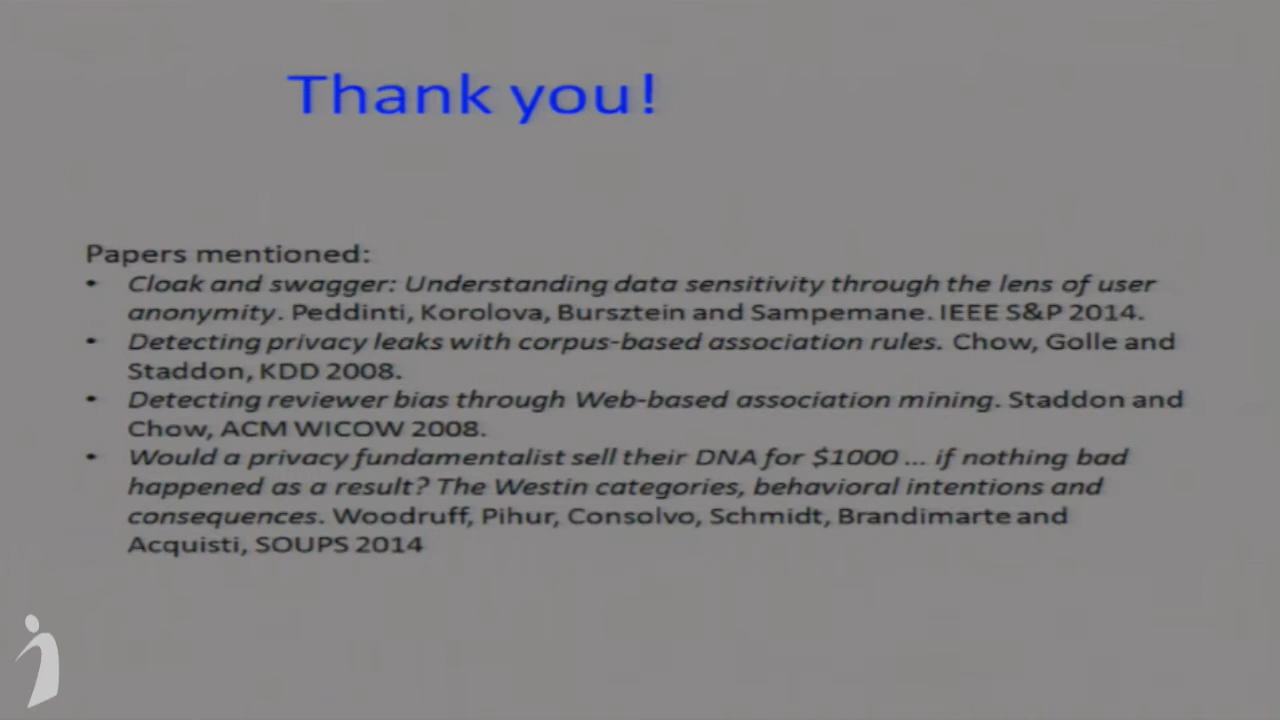 Thank you!
Papers mentioned:
• Cloak and swagger: Understanding data sensitivity through the lens of user
anonymity. Peddinti, Korolova, Bursztein and Sampemane. IEEE S&P 2014.
• Detecting privacy leaks with corpus-based association rules. Chow, Golle and
Staddon, KDD 2008.
• Detecting reviewer bias through Web-based association mining. Staddon and
Chow, ACM WICOW 2008.
• Would a privacy fundamentalist sell their DNA for $1000 ... if nothing bad
happened as a result? The Westin categories, behavioral intentions and
consequences. Woodruff, Pihur, Consolvo, Schmidt, Brandimarte and
Acquisti, SOUPS 2014